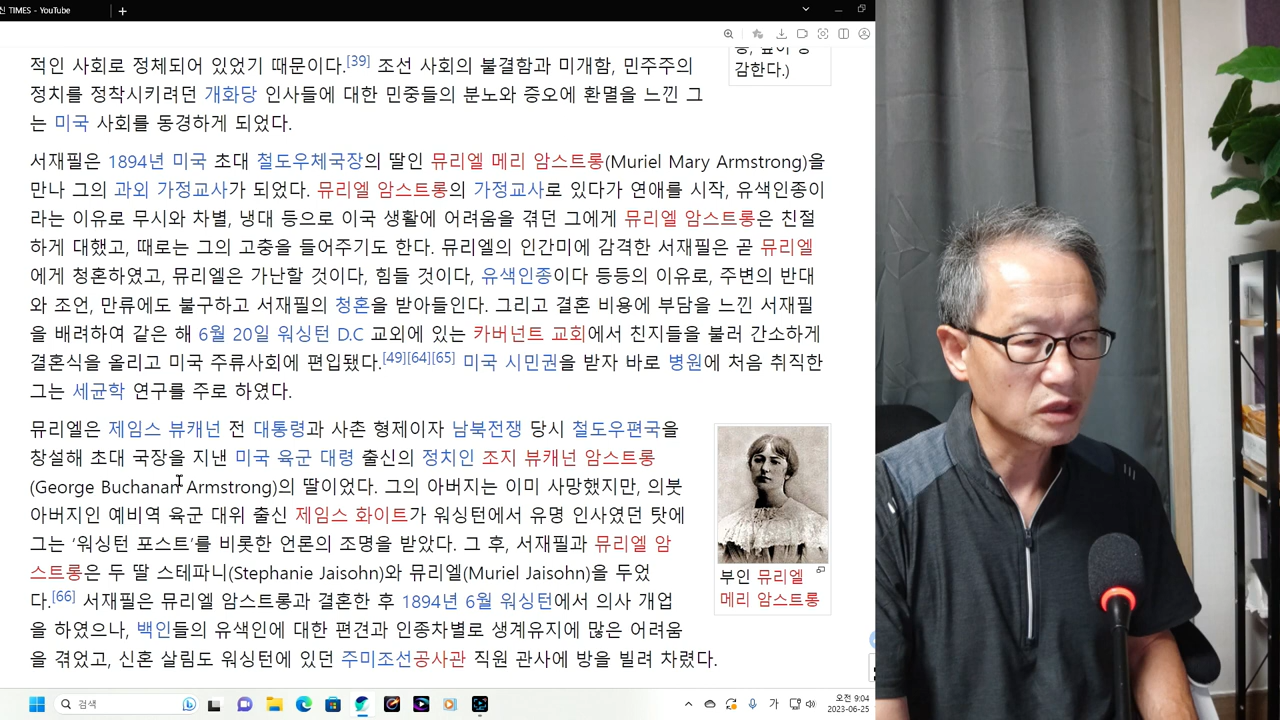 신 TIMES - YouTube
감한다.)
적인 사회로 정체되어 있었기 때문이다.[39] 조선 사회의 불결함과 미개함, 민주주의
정치를 정착시키려던 개화당 인사들에 대한 민중들의 분노와 증오에 환멸을 느낀 그
는 미국 사회를 동경하게 되었다.
서재필은 1894년 미국 초대 철도우체국장의 딸인 뮤리엘 메리 암스트롱(Muriel Mary Armstrong)을
만나 그의 과외 가정교사가 되었다. 뮤리엘 암스트롱의 가정교사로 있다가 연애를 시작, 유색인종이
라는 이유로 무시와 차별, 냉대 등으로 이국 생활에 어려움을 겪던 그에게 뮤리엘 암스트롱은 친절
하게 대했고, 때로는 그의 고충을 들어주기도 한다. 뮤리엘의 인간미에 감격한 서재필은 곧 뮤리엘
에게 청혼하였고, 뮤리엘은 가난할 것이다, 힘들 것이다, 유색인종이다 등등의 이유로, 주변의 반대
와 조언, 만류에도 불구하고 서재필의 청혼을 받아들인다. 그리고 결혼 비용에 부담을 느낀 서재필
을 배려하여 같은 해 6월 20일 워싱턴 D.C 교외에 있는 카버넌트 교회에서 친지들을 불러 간소하게
결혼식을 올리고 미국 주류사회에 편입됐다.[49][64][65] 미국 시민권을 받자 바로 병원에 처음 취직한
그는 세균학 연구를 주로 하였다.
뮤리엘은 제임스 뷰캐넌 전 대통령과 사촌 형제이자 남북전쟁 당시 철도우편국을
창설해 초대 국장을 지낸 미국 육군 대령 출신의 정치인 조지 뷰캐넌 암스트롱
(George Buchanan Armstrong)의 딸이었다. 그의 아버지는 이미 사망했지만, 의붓
아버지인 예비역 육군 대위 출신 제임스 화이트가 워싱턴에서 유명 인사였던 탓에
그는 '워싱턴 포스트'를 비롯한 언론의 조명을 받았다. 그 후, 서재필과 뮤리엘 암
스트롱은 두 딸 스테파니(Stephanie Jaisohn)와 뮤리엘(Muriel Jaisohn)을 두었
다.[66] 서재필은 뮤리엘 암스트롱과 결혼한 후 1894년 6월 워싱턴에서 의사 개업
을 하였으나, 백인들의 유색인에 대한 편견과 인종차별로 생계유지에 많은 어려움
을 겪었고, 신혼 살림도 워싱턴에 있던 주미조선공사관 직원 관사에 방을 빌려 차렸다.
부인 뮤리엘
메리 암스트롱
검색
가
오전 9:04
2023-06-25